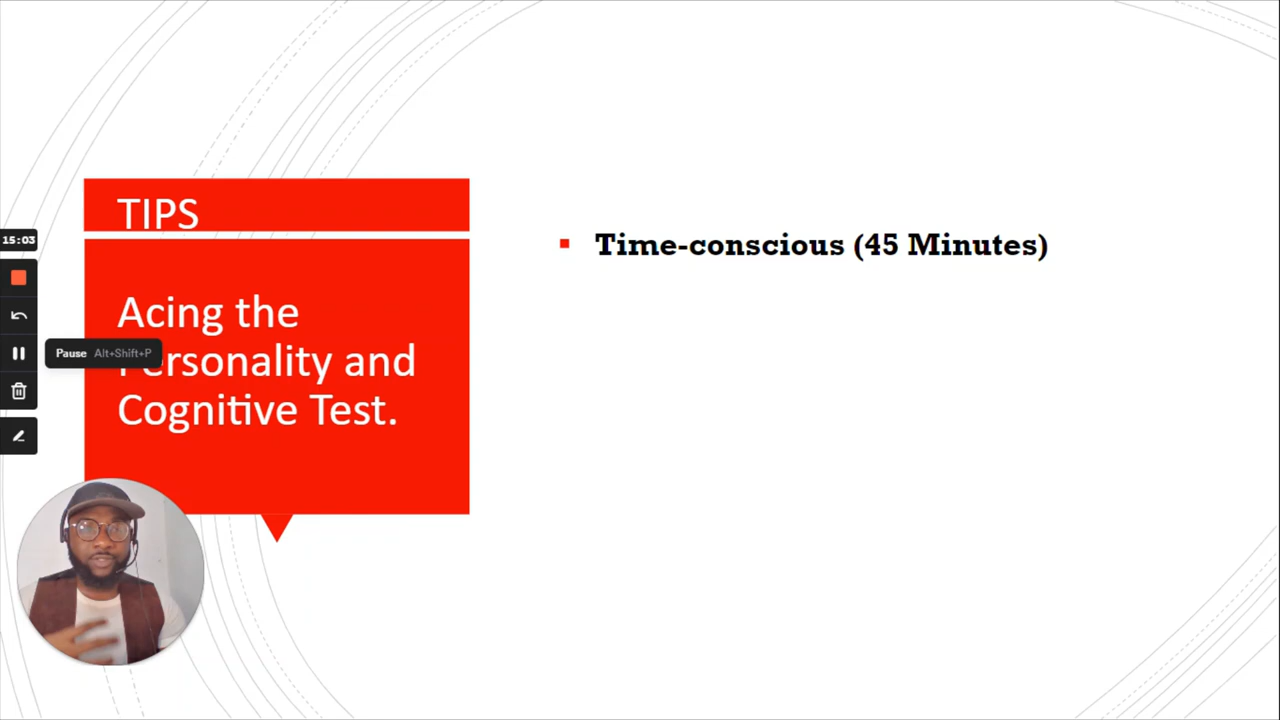 TIPS
Time-conscious (45 Minutes)
15:03
Acing the
Pause Alt+Shift+P
ersonality and
Cognitive Test.